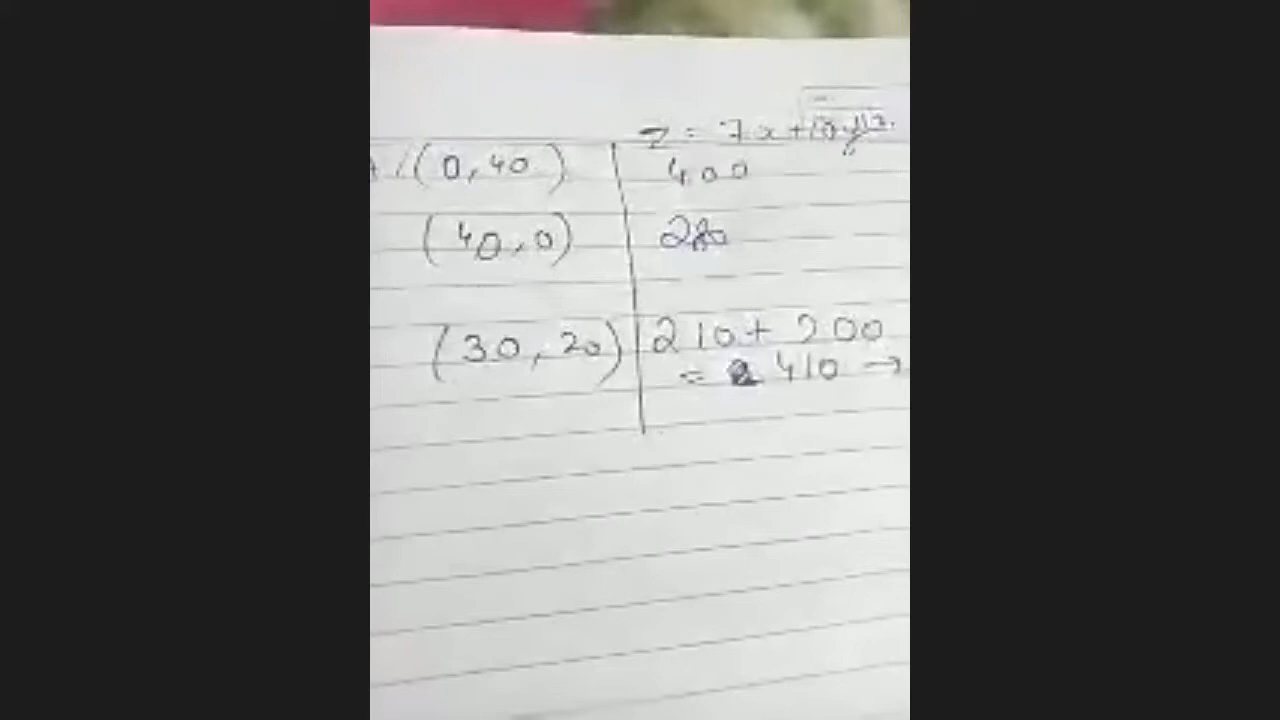 z = 7x + 10y
(0, 40) 400
(40, 0) 280
(30, 20) 210 + 200
= 410 →